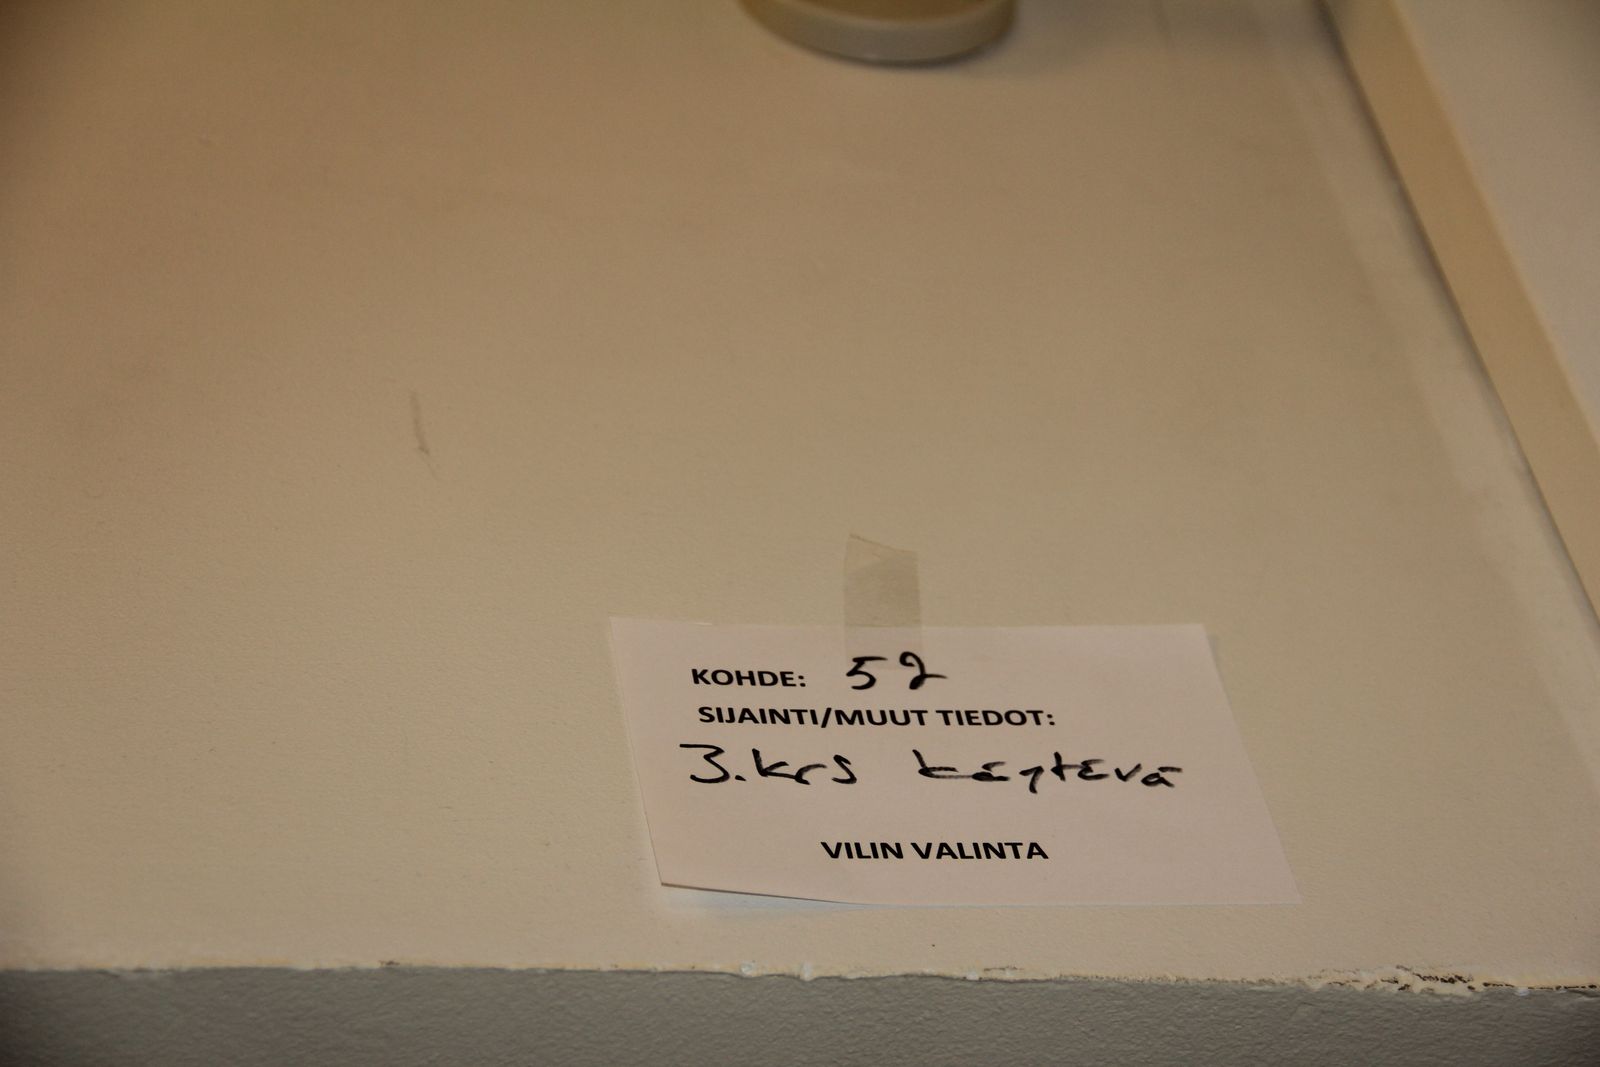 KOHDE: 52
SIJAINTI/MUUT TIEDOT:
3.krs käytävä
VILIN VALINTA